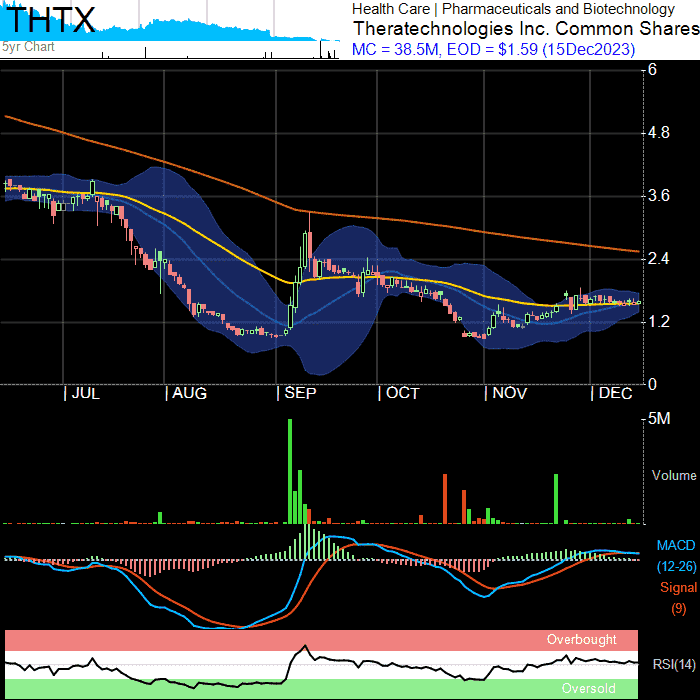 THTX
5yr Chart
Health Care | Pharmaceuticals and Biotechnology
Theratechnologies Inc. Common Shares
MC = 38.5M, EOD = $1.59 (15Dec2023)
6
4.8
3.6
2.4
1.2
0
| JUL | AUG | SEP | OCT | NOV | DEC
5M
Volume
MACD
(12-26)
Signal
(9)
Overbought
RSI(14)
Oversold